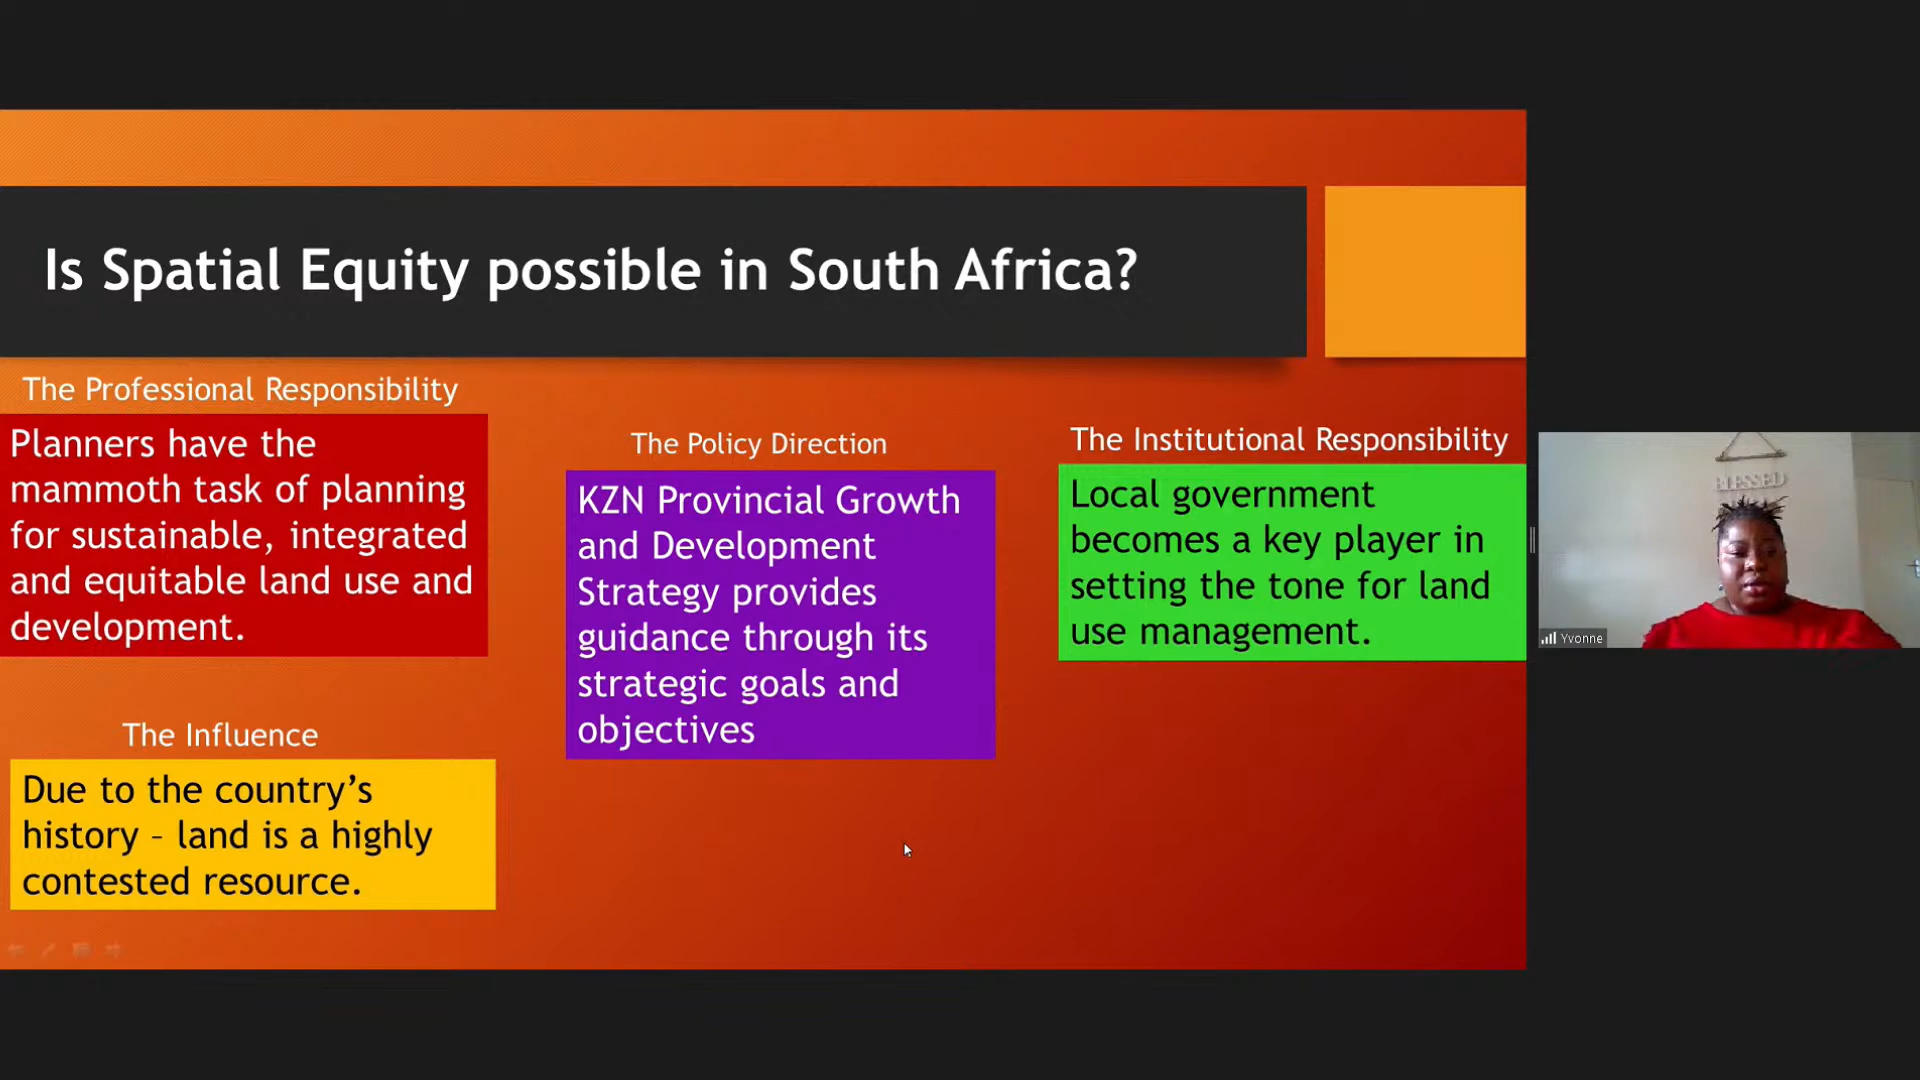 Is Spatial Equity possible in South Africa?
The Professional Responsibility
Planners have the
mammoth task of planning
for sustainable, integrated
and equitable land use and
development.
The Influence
Due to the country’s
history – land is a highly
contested resource.
The Policy Direction
KZN Provincial Growth
and Development
Strategy provides
guidance through its
strategic goals and
objectives
The Institutional Responsibility
Local government
becomes a key player in
setting the tone for land
use management.
BLESSED
Yvonne